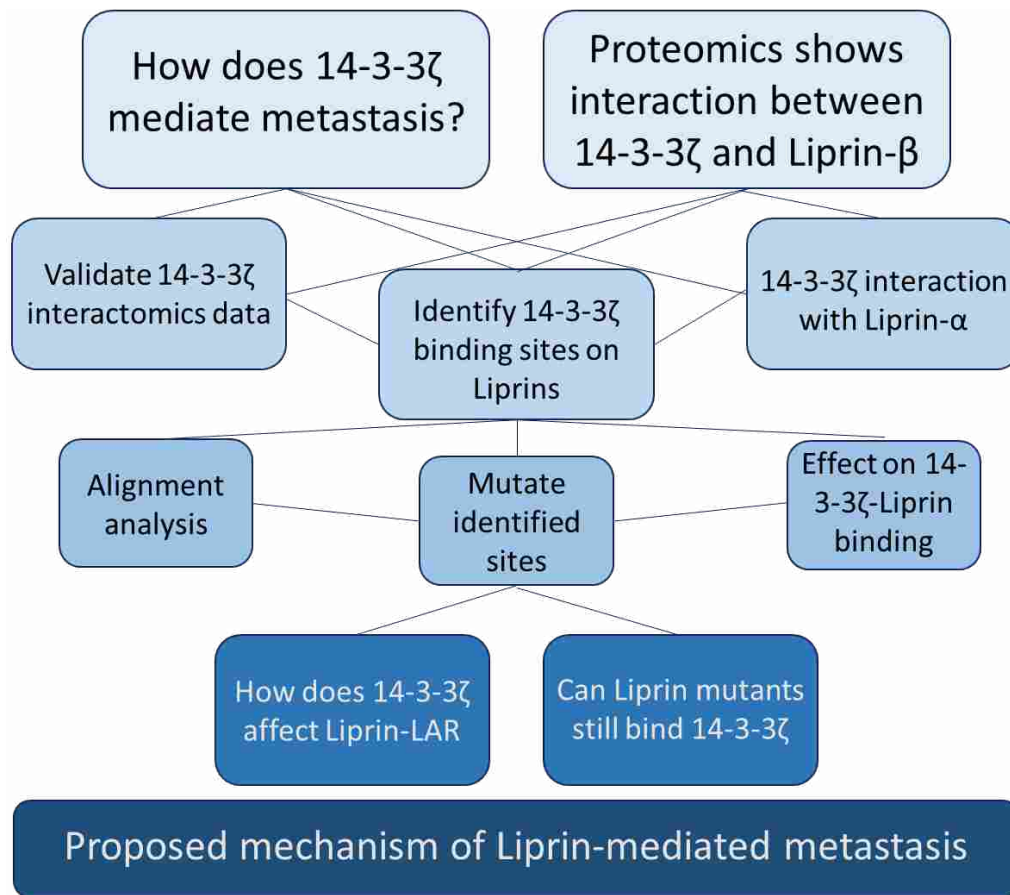 How does 14-3-3ζ
mediate metastasis?
Proteomics shows
interaction between
14-3-3ζ and Liprin-β
Validate 14-3-3ζ
interactomics data
Identify 14-3-3ζ
binding sites on
Liprins
14-3-3ζ interaction
with Liprin-α
Alignment
analysis
Mutate
identified
sites
Effect on 14-
3-3ζ-Liprin
binding
How does 14-3-3ζ
affect Liprin-LAR
Can Liprin mutants
still bind 14-3-3ζ
Proposed mechanism of Liprin-mediated metastasis